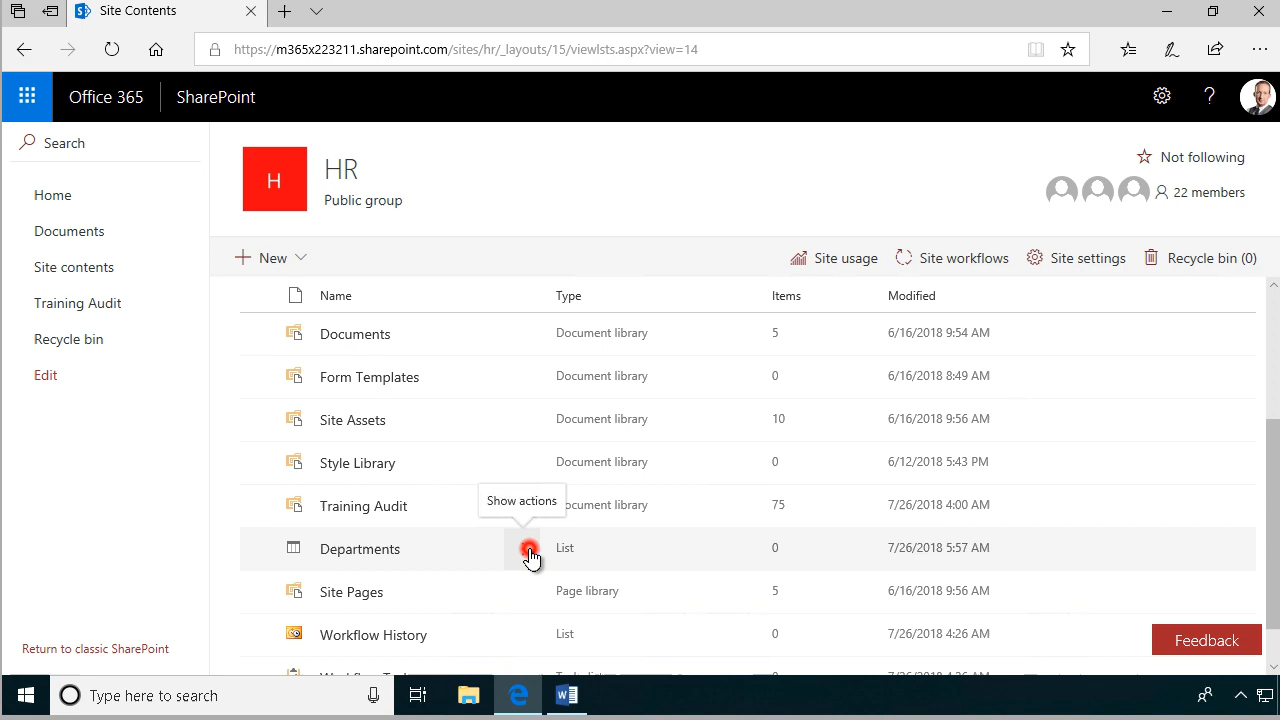 Site Contents
https://m365x223211.sharepoint.com/sites/hr/_layouts/15/viewlsts.aspx?view=14
Office 365 SharePoint ?
Search
Home
Documents
Site contents
Training Audit
Recycle bin
Edit
Return to classic SharePoint
H
HR
Public group
Not following
22 members
New Site usage Site workflows Site settings Recycle bin (0)
Name Type Items Modified
Documents Document library 5 6/16/2018 9:54 AM
Form Templates Document library 0 6/16/2018 8:49 AM
Site Assets Document library 10 6/16/2018 9:56 AM
Style Library Document library 0 6/12/2018 5:43 PM
Show actions
Training Audit ocument library 75 7/26/2018 4:00 AM
Departments List 0 7/26/2018 5:57 AM
Site Pages Page library 5 6/16/2018 9:56 AM
Workflow History List 0 7/26/2018 4:26 AM
Feedback
Type here to search